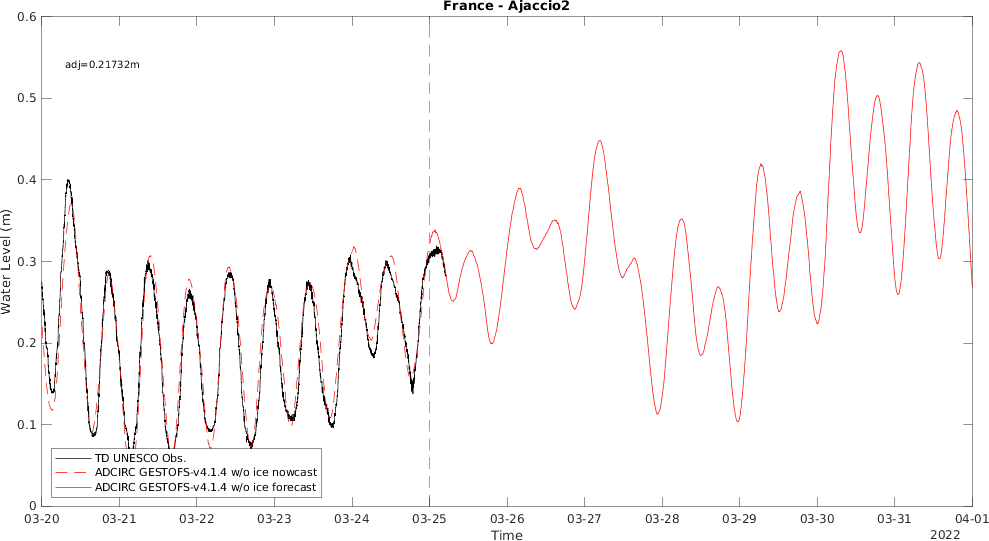 France - Ajaccio2
adj=0.21732m
Water Level (m)
0.6
0.5
0.4
0.3
0.2
0.1
0
TD UNESCO Obs.
ADCIRC GESTOFS-v4.1.4 w/o ice nowcast
ADCIRC GESTOFS-v4.1.4 w/o ice forecast
03-20 03-21 03-22 03-23 03-24 03-25 03-26 03-27 03-28 03-29 03-30 03-31 04-01
Time
2022